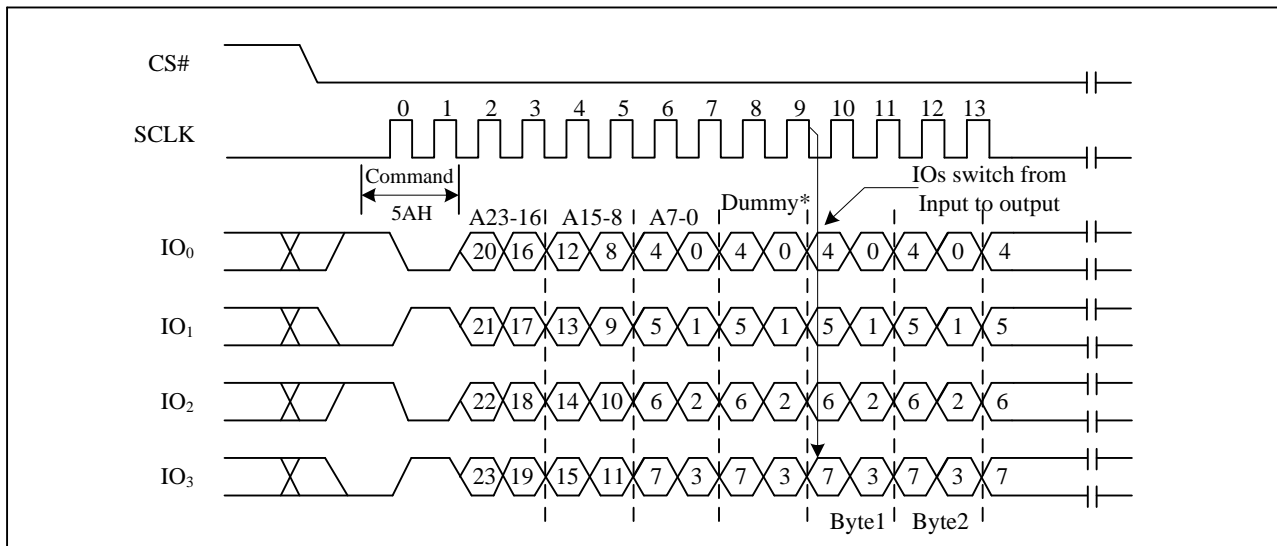 CS#
0 1 2 3 4 5 6 7 8 9 10 11 12 13
SCLK
Command
5AH
IOs switch from
Input to output
Dummy*
A23-16 A15-8 A7-0
IO0 20 16 12 8 4 0 4 0 4 0 4 0 4
IO1 21 17 13 9 5 1 5 1 5 1 5 1 5
IO2 22 18 14 10 6 2 6 2 6 2 6 2 6
IO3 23 19 15 11 7 3 7 3 7 3 7 3 7
Byte1 Byte2